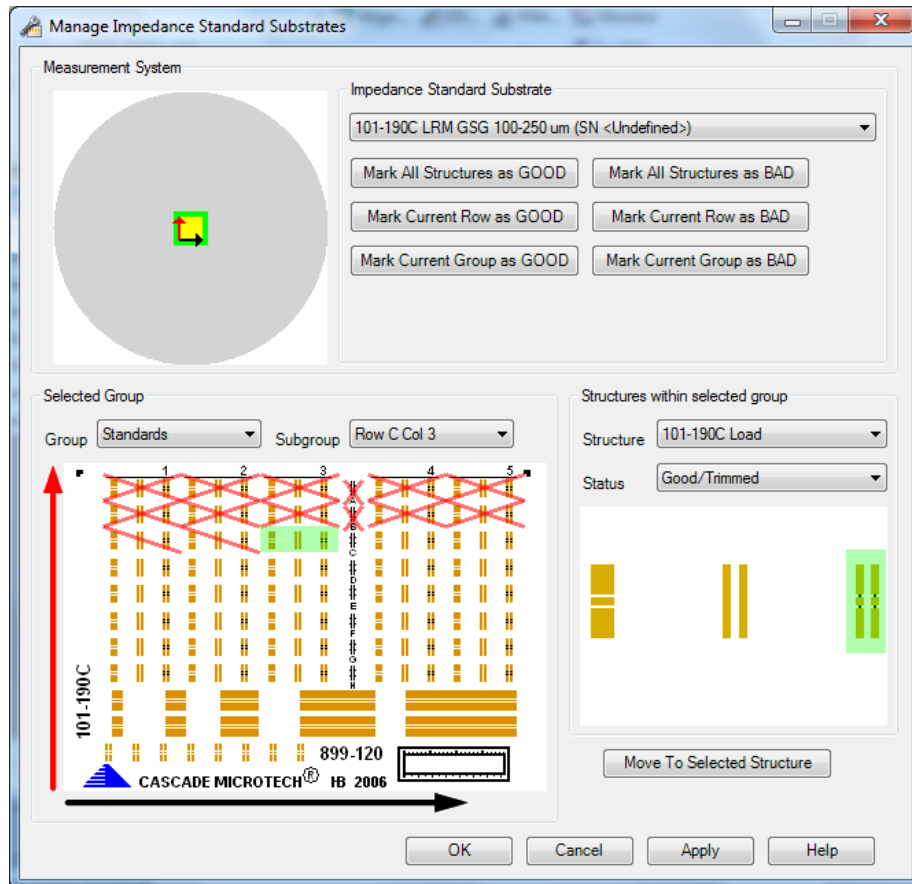 Manage Impedance Standard Substrates
Measurement System
Impedance Standard Substrate
101-190C LRM GSG 100-250 um (SN <Undefined>)
Mark All Structures as GOOD
Mark All Structures as BAD
Mark Current Row as GOOD
Mark Current Row as BAD
Mark Current Group as GOOD
Mark Current Group as BAD
Selected Group
Group Standards Subgroup Row C Col 3
1 2 3 4 5
A
B
C
D
E
F
G
H
101-190C
899-120
CASCADE MICROTECH® HB 2006
Structures within selected group
Structure 101-190C Load
Status Good/Trimmed
Move To Selected Structure
OK Cancel Apply Help